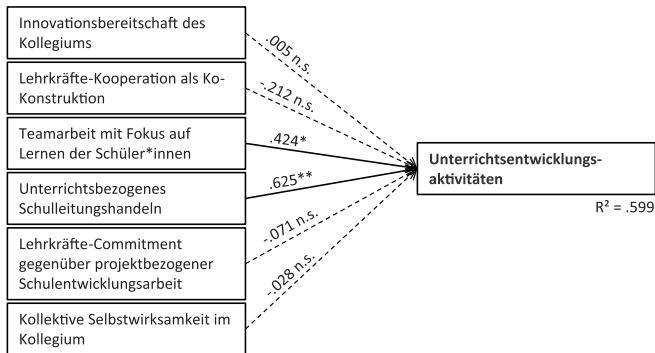 Innovationsbereitschaft des
Kollegiums
.005 n.s.
Lehrkräfte-Kooperation als Ko-
Konstruktion
-.212 n.s.
Teamarbeit mit Fokus auf
Lernen der Schüler*innen
.424*
Unterrichtsbezogenes
Schulleitungshandeln
.625**
Lehrkräfte-Commitment
gegenüber projektbezogener
Schulentwicklungsarbeit
-.071 n.s.
Kollektive Selbstwirksamkeit im
Kollegium
-.028 n.s.
Unterrichtsentwicklungs-
aktivitäten
R² = .599